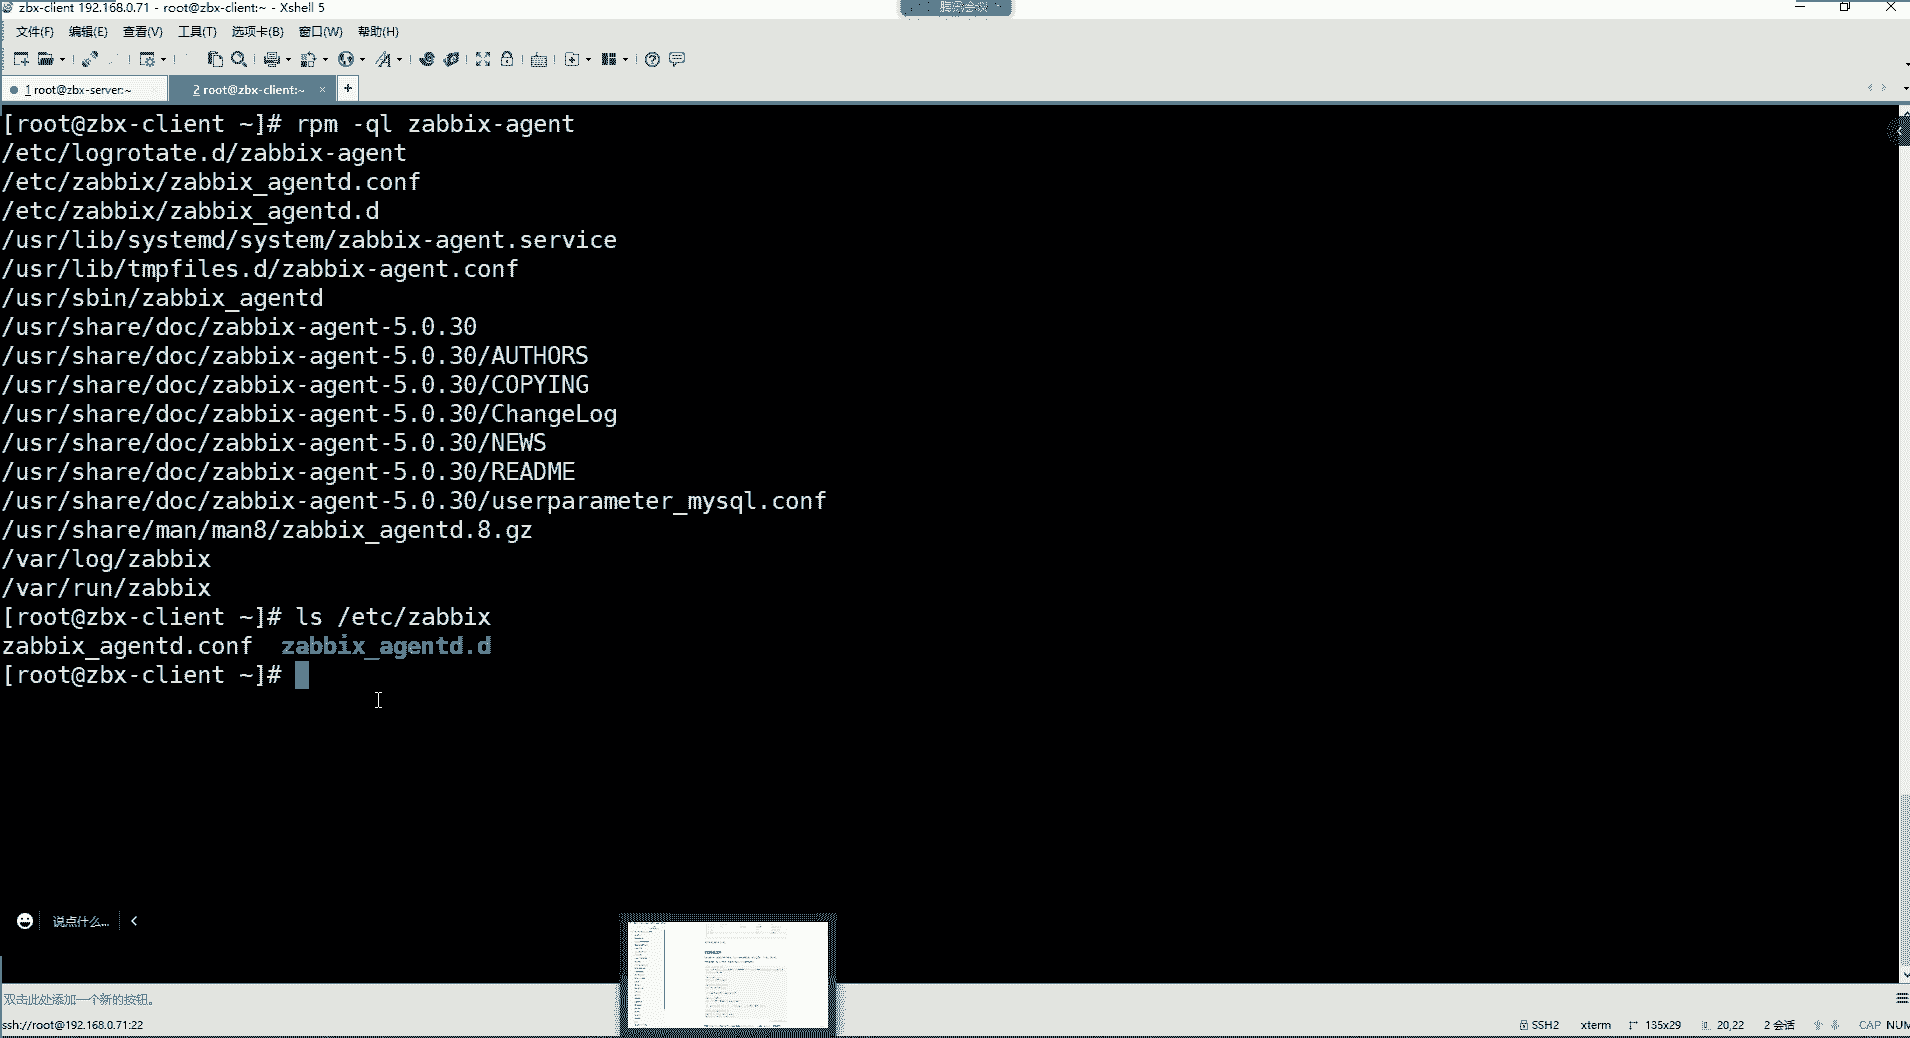 zbx-client 192.168.0.71 - root@zbx-client:~ - Xshell 5
腾讯会议
文件(F) 编辑(E) 查看(V) 工具(T) 选项卡(B) 窗口(W) 帮助(H)
1 root@zbx-server:~ 2 root@zbx-client:~ × +
[root@zbx-client ~]# rpm -ql zabbix-agent
/etc/logrotate.d/zabbix-agent
/etc/zabbix/zabbix_agentd.conf
/etc/zabbix/zabbix_agentd.d
/usr/lib/systemd/system/zabbix-agent.service
/usr/lib/tmpfiles.d/zabbix-agent.conf
/usr/sbin/zabbix_agentd
/usr/share/doc/zabbix-agent-5.0.30
/usr/share/doc/zabbix-agent-5.0.30/AUTHORS
/usr/share/doc/zabbix-agent-5.0.30/COPYING
/usr/share/doc/zabbix-agent-5.0.30/ChangeLog
/usr/share/doc/zabbix-agent-5.0.30/NEWS
/usr/share/doc/zabbix-agent-5.0.30/README
/usr/share/doc/zabbix-agent-5.0.30/userparameter_mysql.conf
/usr/share/man/man8/zabbix_agentd.8.gz
/var/log/zabbix
/var/run/zabbix
[root@zbx-client ~]# ls /etc/zabbix
zabbix_agentd.conf zabbix_agentd.d
[root@zbx-client ~]#
说点什么...
双击此处添加一个新的按钮。
ssh://root@192.168.0.71:22 SSH2 xterm 135x29 20,22 2 会话 CAP NUM